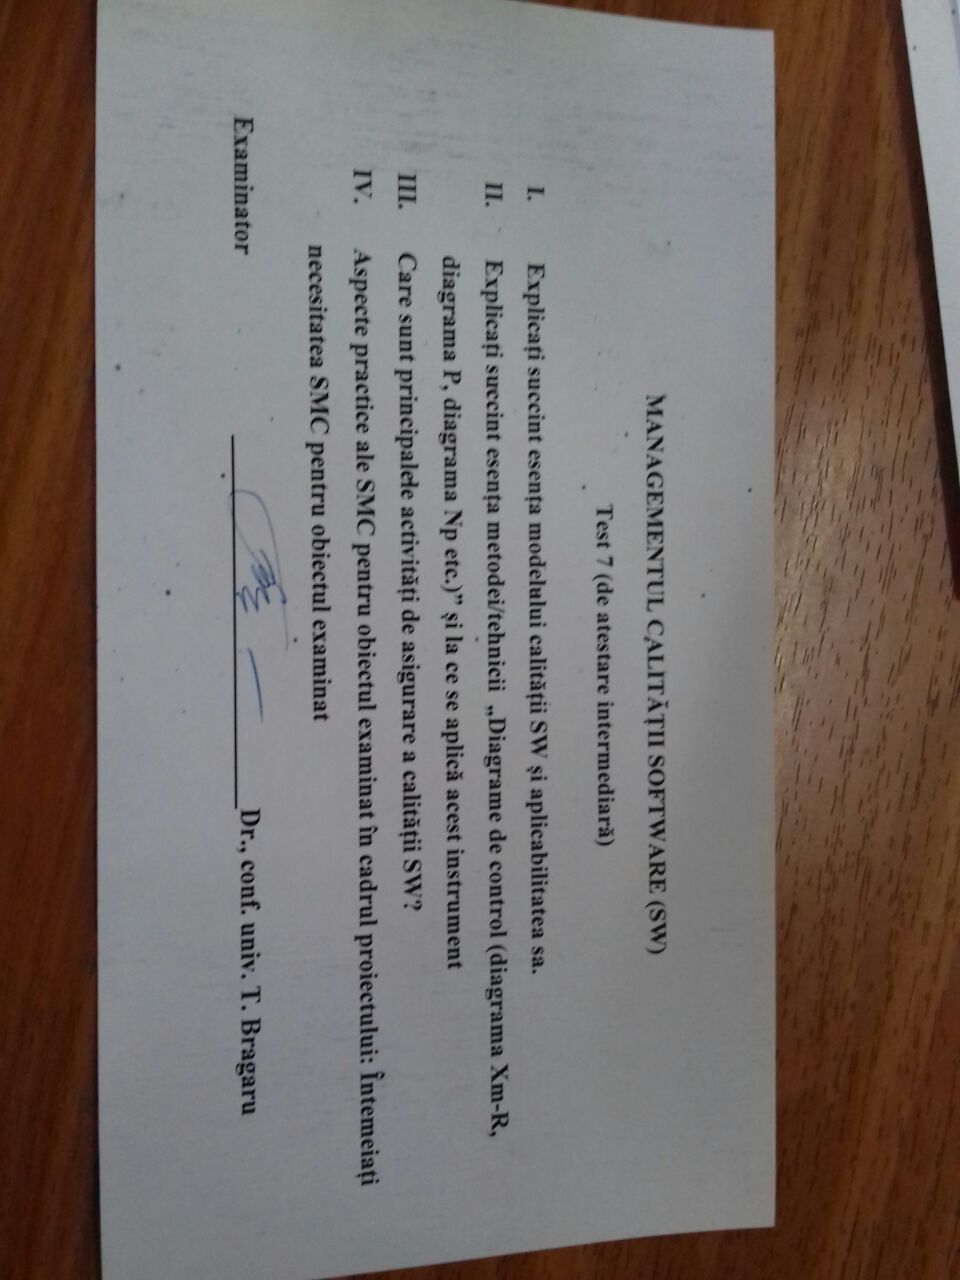 MANAGEMENTUL CALITĂȚII SOFTWARE (SW)
Test 7 (de atestare intermediară)
I. Explicați succint esența modelului calității SW și aplicabilitatea sa.
II. Explicați succint esența metodei/tehnicii „Diagrame de control (diagrama Xm-R,
diagrama P, diagrama Np etc.)” și la ce se aplică acest instrument
III. Care sunt principalele activități de asigurare a calității SW?
IV. Aspecte practice ale SMC pentru obiectul examinat în cadrul proiectului: Întemeiați
necesitatea SMC pentru obiectul examinat
Examinator Dr., conf. univ. T. Bragaru